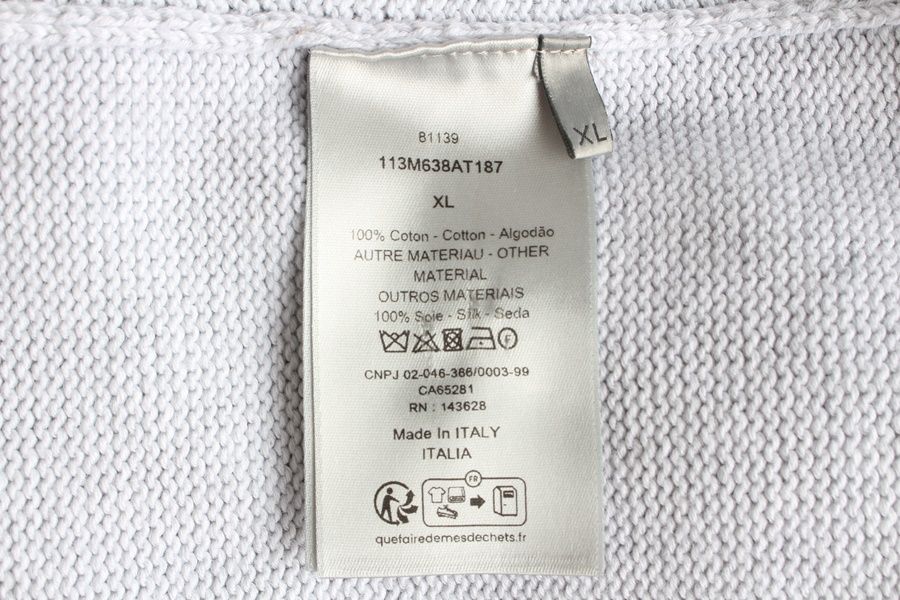 XL
B1139
113M638AT187
XL
100% Coton - Cotton - Algodão
AUTRE MATERIAU - OTHER
MATERIAL
OUTROS MATERIAIS
100% Soie - Silk - Seda
F
CNPJ 02-046-366/0003-99
CA65281
RN : 143628
Made In ITALY
ITALIA
FR
quefairedemesdechets.fr